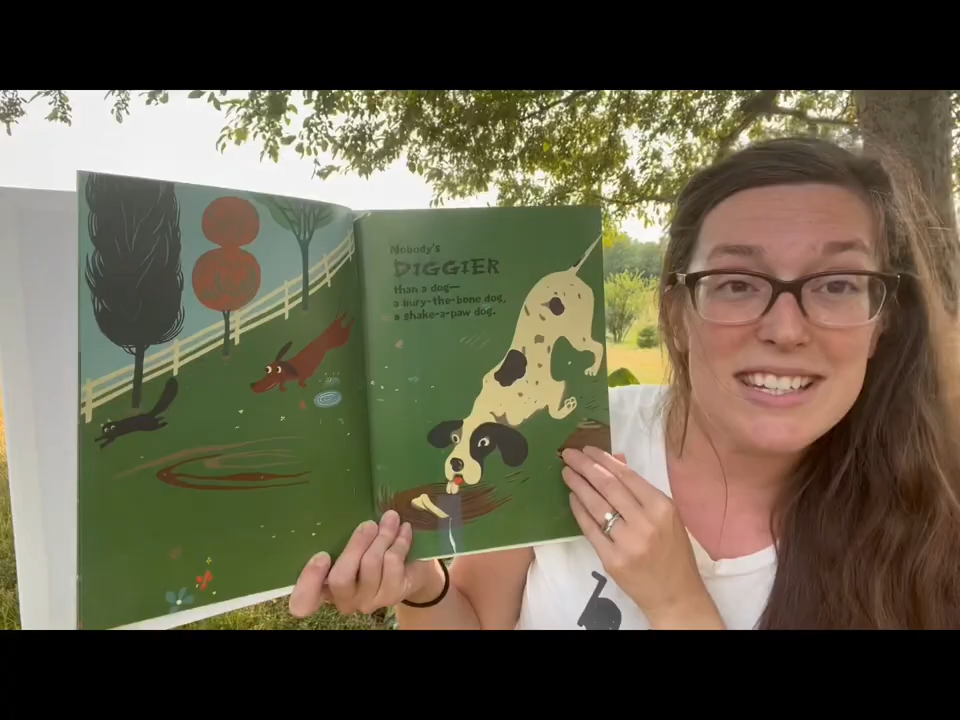 Nobody's
DIGGIER
than a dog—
a bury-the-bone dog,
a shake-a-paw dog.